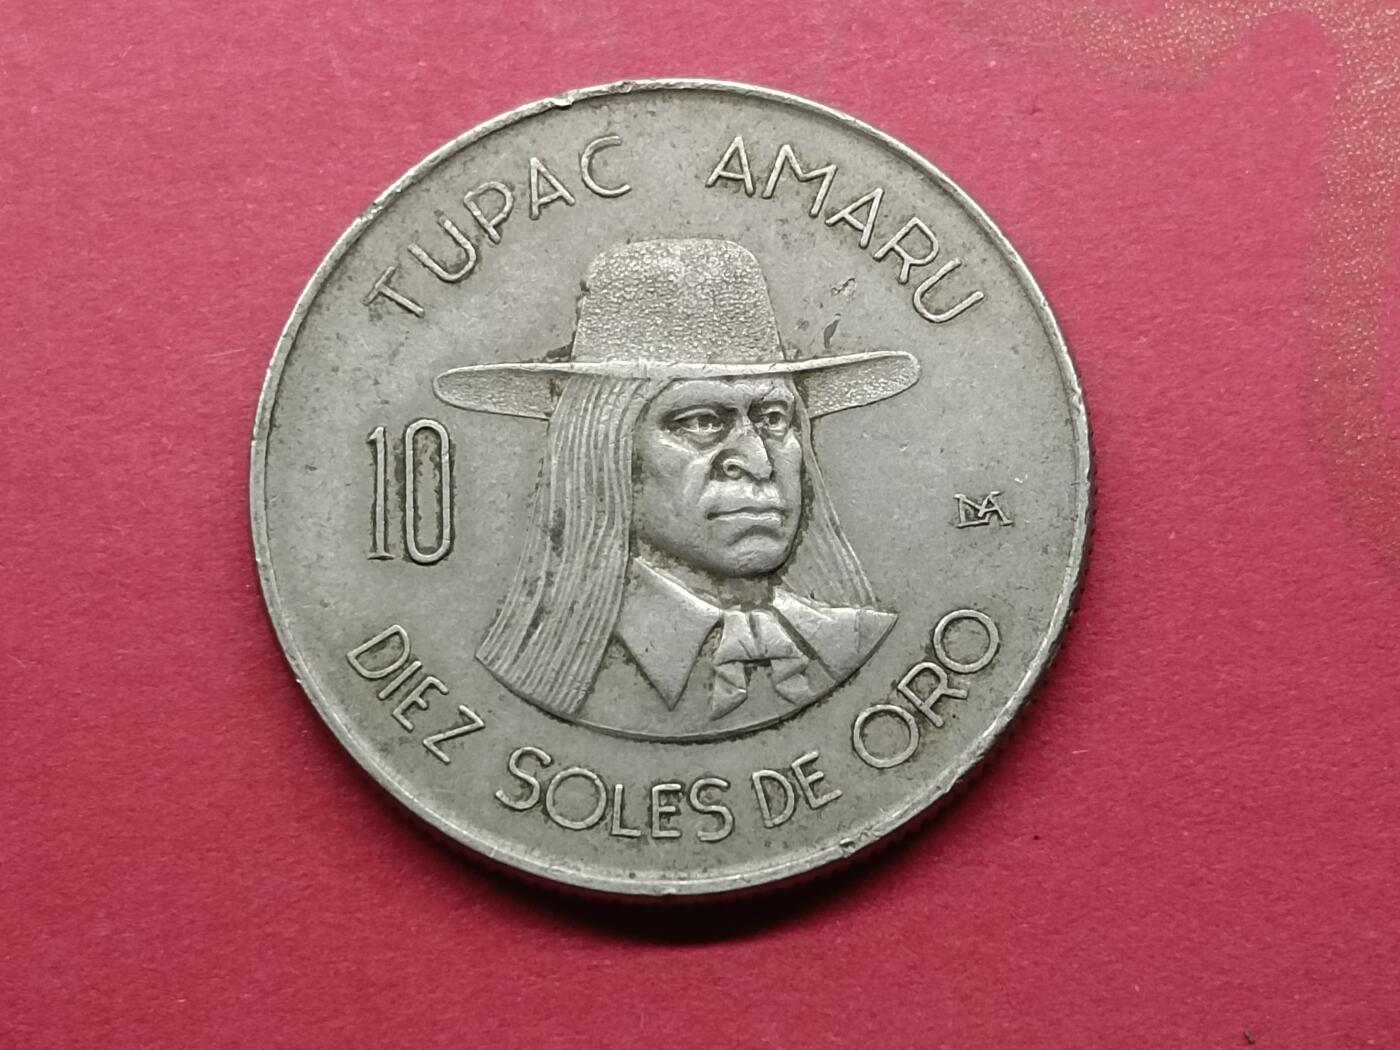 TUPAC AMARU
10
DIEZ SOLES DE ORO